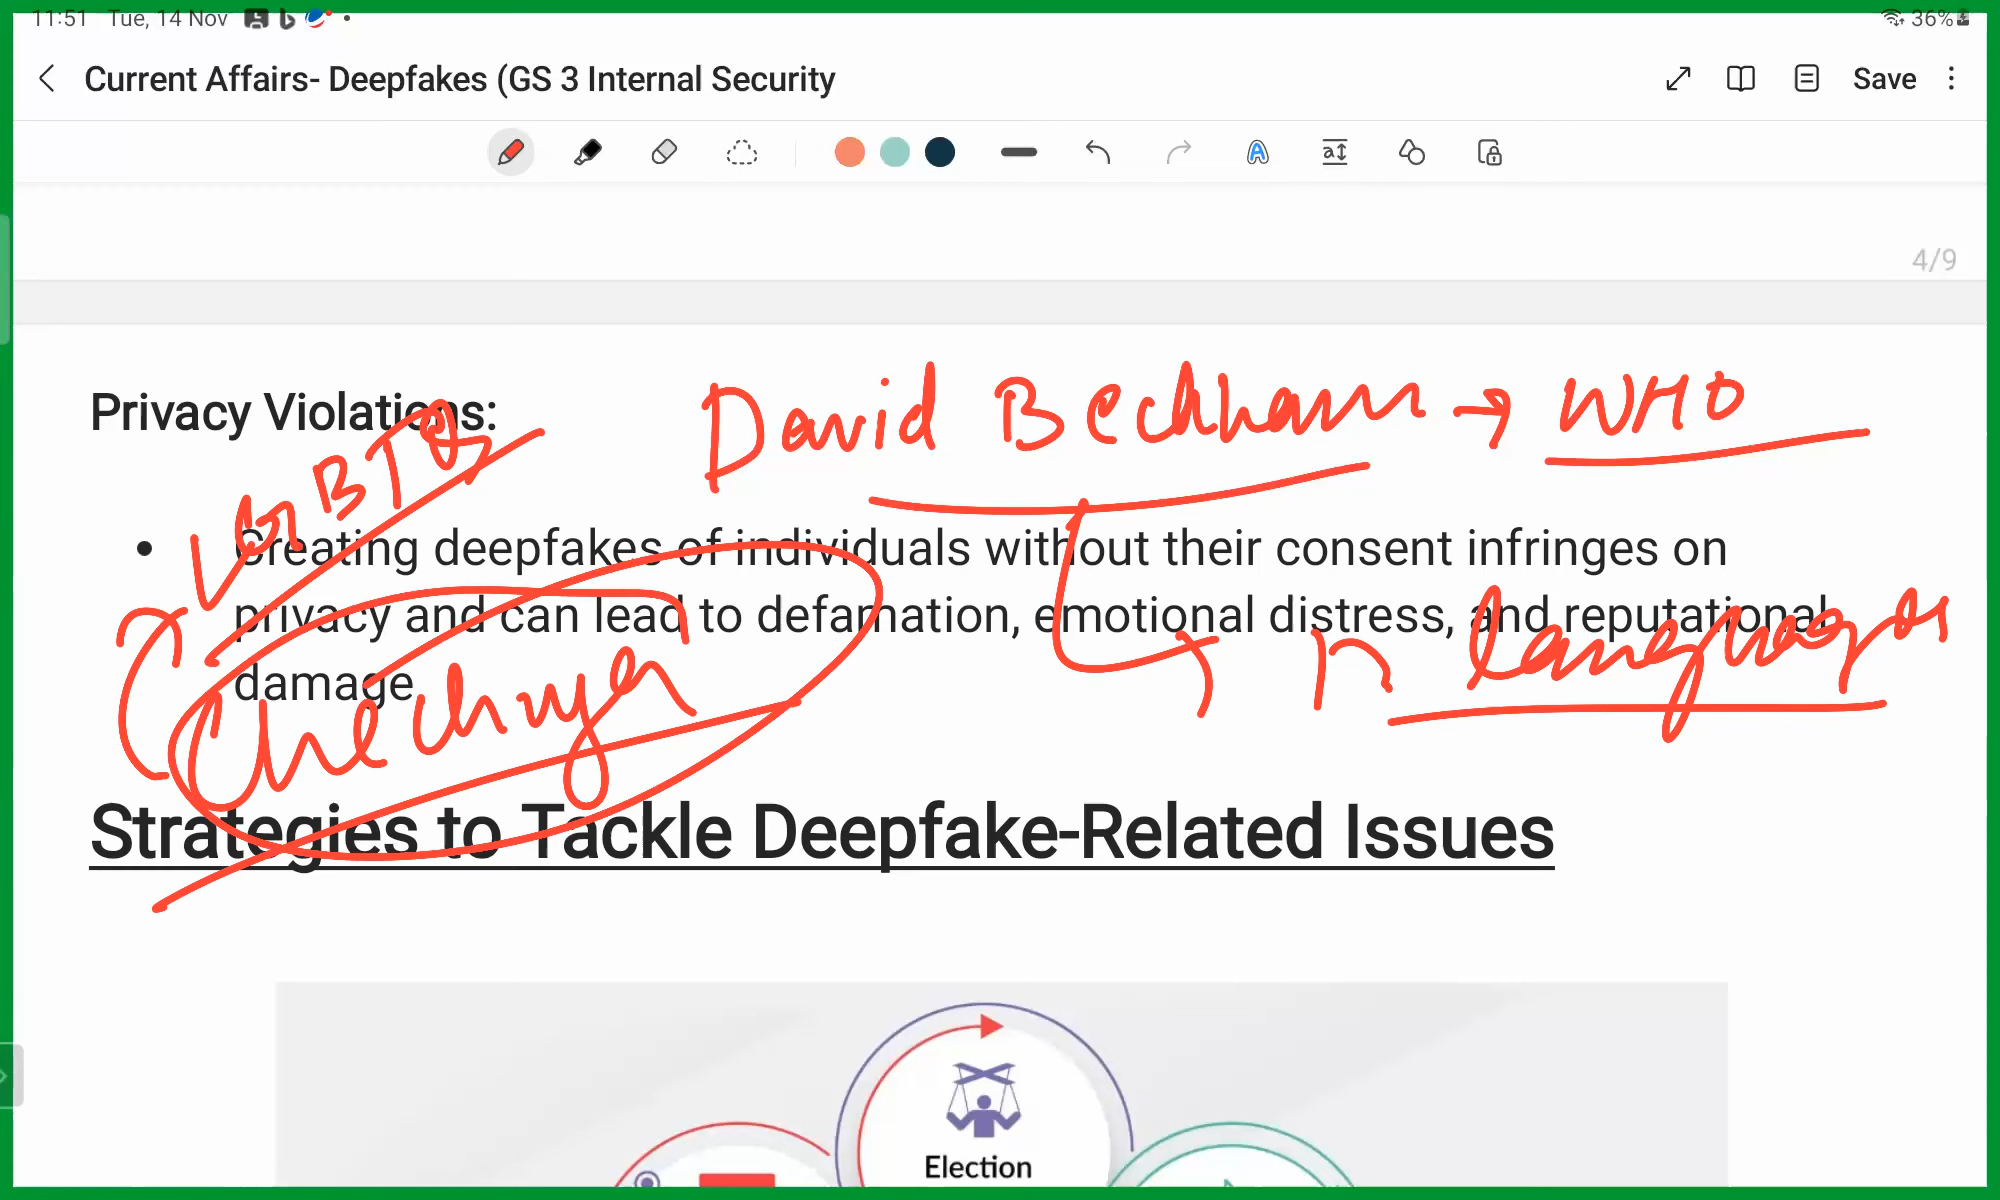 11:51 Tue, 14 Nov
36%
Current Affairs- Deepfakes (GS 3 Internal Security
Save
4/9
David Beckham → WHO
Privacy Violations:
LGBTQ
Creating deepfakes of individuals without their consent infringes on
privacy and can lead to defamation, emotional distress, and reputational
damage
languages
Chechnya
Strategies to Tackle Deepfake-Related Issues
Election